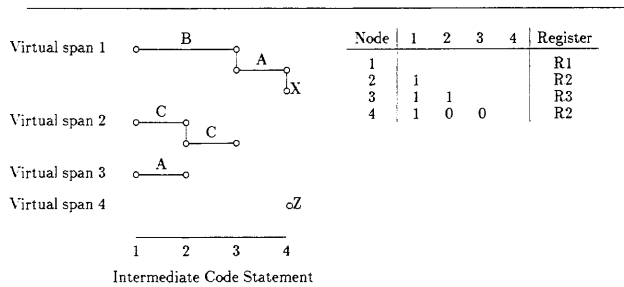 Virtual span 1
B
A
X
Virtual span 2
C
C
Virtual span 3
A
Virtual span 4
Z
1 2 3 4
Intermediate Code Statement
Node 1 2 3 4 Register
1 R1
2 1 R2
3 1 1 R3
4 1 0 0 R2